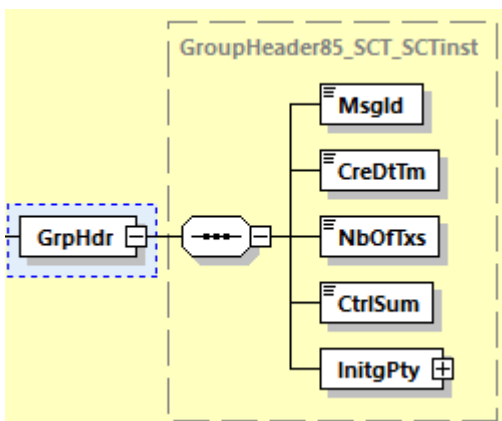 GroupHeader85_SCT_SCTinst
MsgId
CreDtTm
GrpHdr
NbOfTxs
CtrlSum
InitgPty